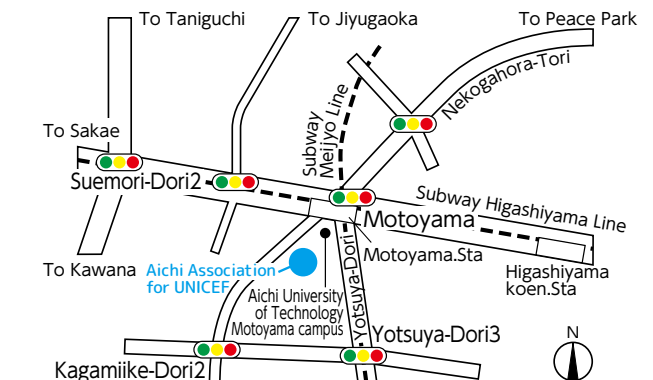 To Taniguchi
To Jiyugaoka
To Peace Park
Nekogahora-Tori
Subway
Meijyo Line
To Sakae
Suemori-Dori2
Subway Higashiyama Line
Motoyama
Motoyama.Sta
Higashiyama
koen.Sta
To Kawana
Aichi Association
for UNICEF
Aichi University
of Technology
Motoyama campus
Yotsuya-Dori
Yotsuya-Dori3
Kagamiike-Dori2
N